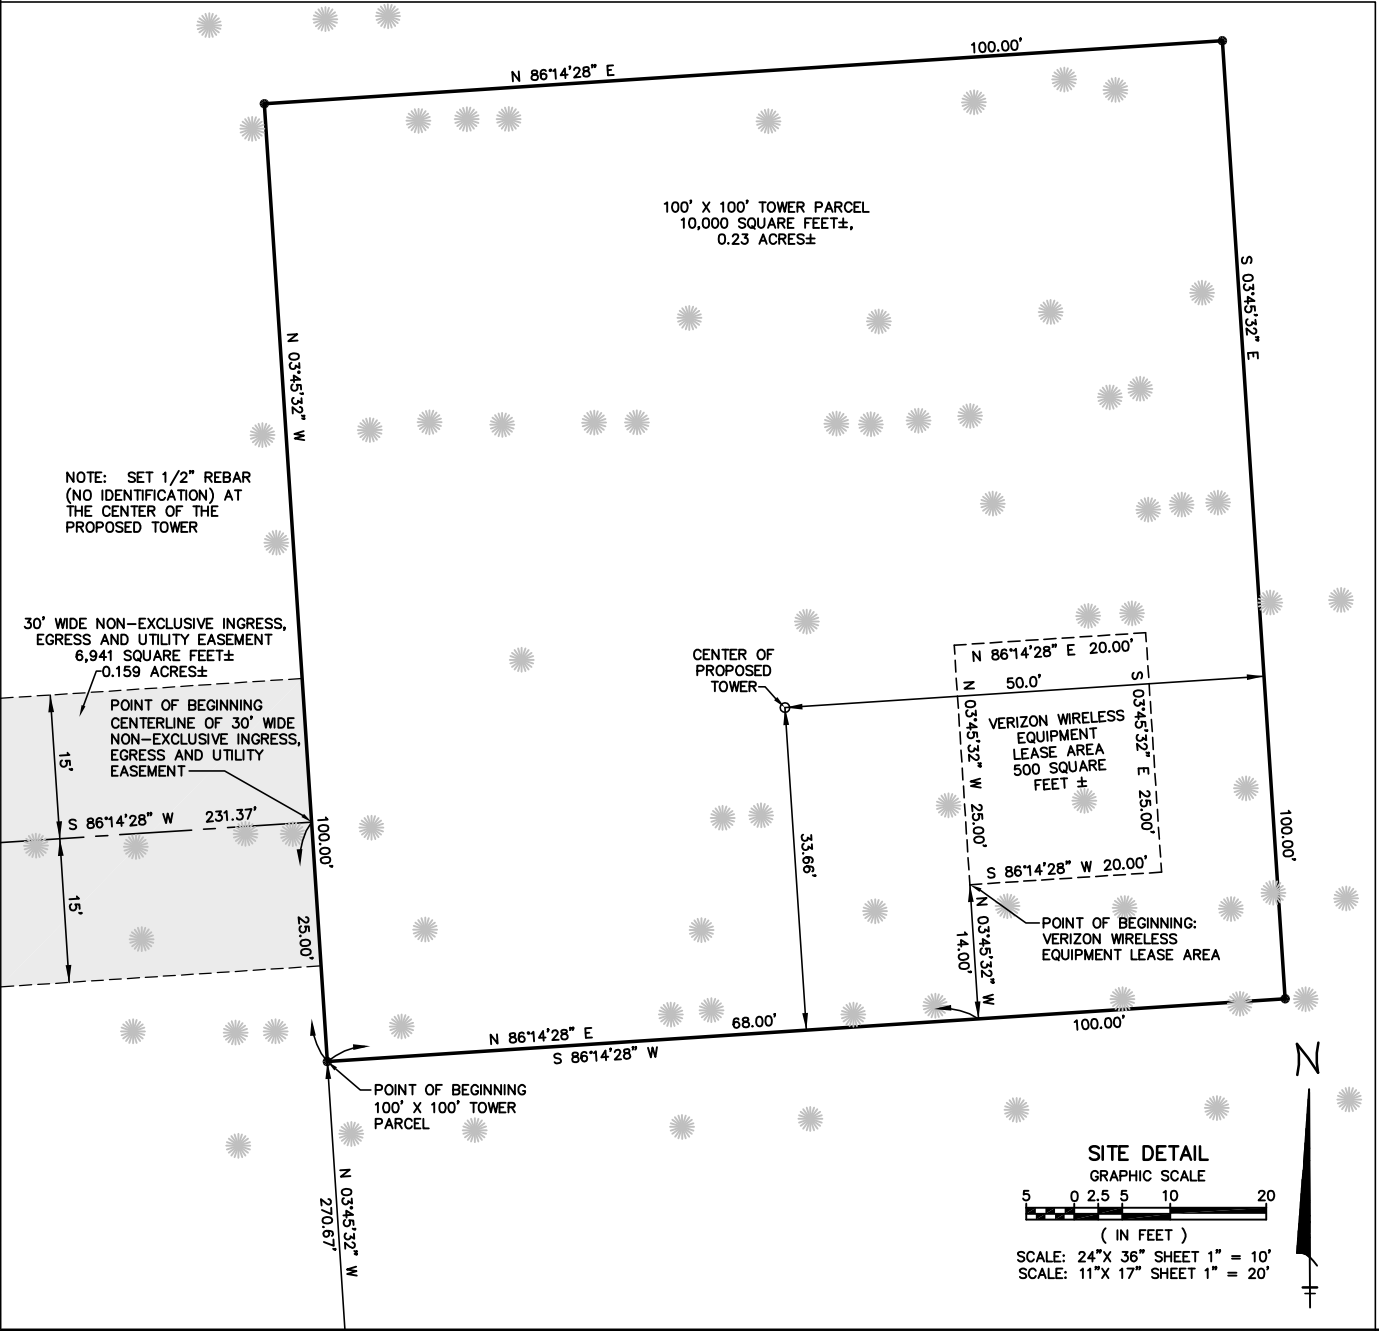 N 86°14'28" E
100.00'
100' X 100' TOWER PARCEL
10,000 SQUARE FEET±,
0.23 ACRES±
S 03°45'32" E
N 03°45'32" W
NOTE: SET 1/2" REBAR
(NO IDENTIFICATION) AT
THE CENTER OF THE
PROPOSED TOWER
30' WIDE NON-EXCLUSIVE INGRESS,
EGRESS AND UTILITY EASEMENT
6,941 SQUARE FEET±
0.159 ACRES±
POINT OF BEGINNING
CENTERLINE OF 30' WIDE
NON-EXCLUSIVE INGRESS,
EGRESS AND UTILITY
EASEMENT
15'
S 86°14'28" W 231.37'
15'
100.00'
25.00'
CENTER OF
PROPOSED
TOWER
50.0'
33.66'
N 86°14'28" E 20.00'
N 03°45'32" W 25.00'
S 03°45'32" E 25.00'
VERIZON WIRELESS
EQUIPMENT
LEASE AREA
500 SQUARE
FEET ±
S 86°14'28" W 20.00'
100.00'
N 03°45'32" W
14.00'
POINT OF BEGINNING:
VERIZON WIRELESS
EQUIPMENT LEASE AREA
N 86°14'28" E
68.00'
S 86°14'28" W
100.00'
POINT OF BEGINNING
100' X 100' TOWER
PARCEL
N 03°45'32" W
270.67'
N
SITE DETAIL
GRAPHIC SCALE
5 0 2.5 5 10 20
( IN FEET )
SCALE: 24"X 36" SHEET 1" = 10'
SCALE: 11"X 17" SHEET 1" = 20'